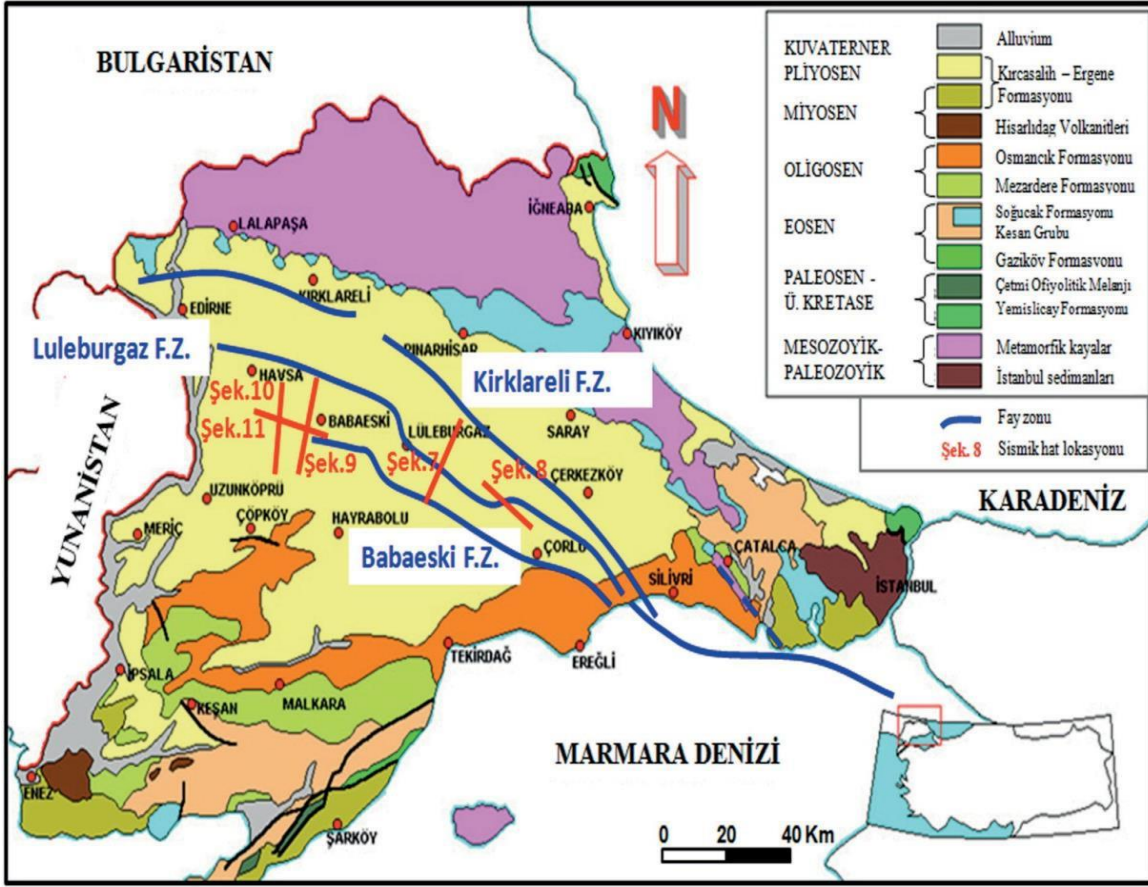 BULGARİSTAN
N
İĞNEADA
LALAPAŞA
KIRKLARELİ
EDİRNE
KIYIKÖY
PINARHİSAR
Luleburgaz F.Z.
Kirklareli F.Z.
HAVSA
Şek.10
BABAESKİ
SARAY
Şek.11
LÜLEBURGAZ
Şek.9
Şek.7
Şek. 8
ÇERKEZKÖY
YUNANİSTAN
UZUNKÖPRÜ
KARADENİZ
MERİÇ
ÇÖPKÖY
HAYRABOLU
Babaeski F.Z.
ÇORLU
ÇATALCA
SİLİVRİ
İSTANBUL
TEKİRDAĞ
EREĞLİ
İPSALA
MALKARA
KEŞAN
MARMARA DENİZİ
ENEZ
ŞARKÖY
0 20 40 Km
KUVATERNER
PLİYOSEN
MİYOSEN
OLİGOSEN
EOSEN
PALEOSEN -
Ü. KRETASE
MESOZOYİK-
PALEOZOYİK
Alluvium
Kırcasalih – Ergene
Formasyonu
Hisarlıdag Volkanitleri
Osmancık Formasyonu
Mezardere Formasyonu
Soğucak Formasyonu
Kesan Grubu
Gaziköv Formasyonu
Çetmi Ofiyolitik Melanjı
Yemislicay Formasyonu
Metamorfik kayalar
İstanbul sedimanları
Fay zonu
Şek. 8 Sismik hat lokasyonu